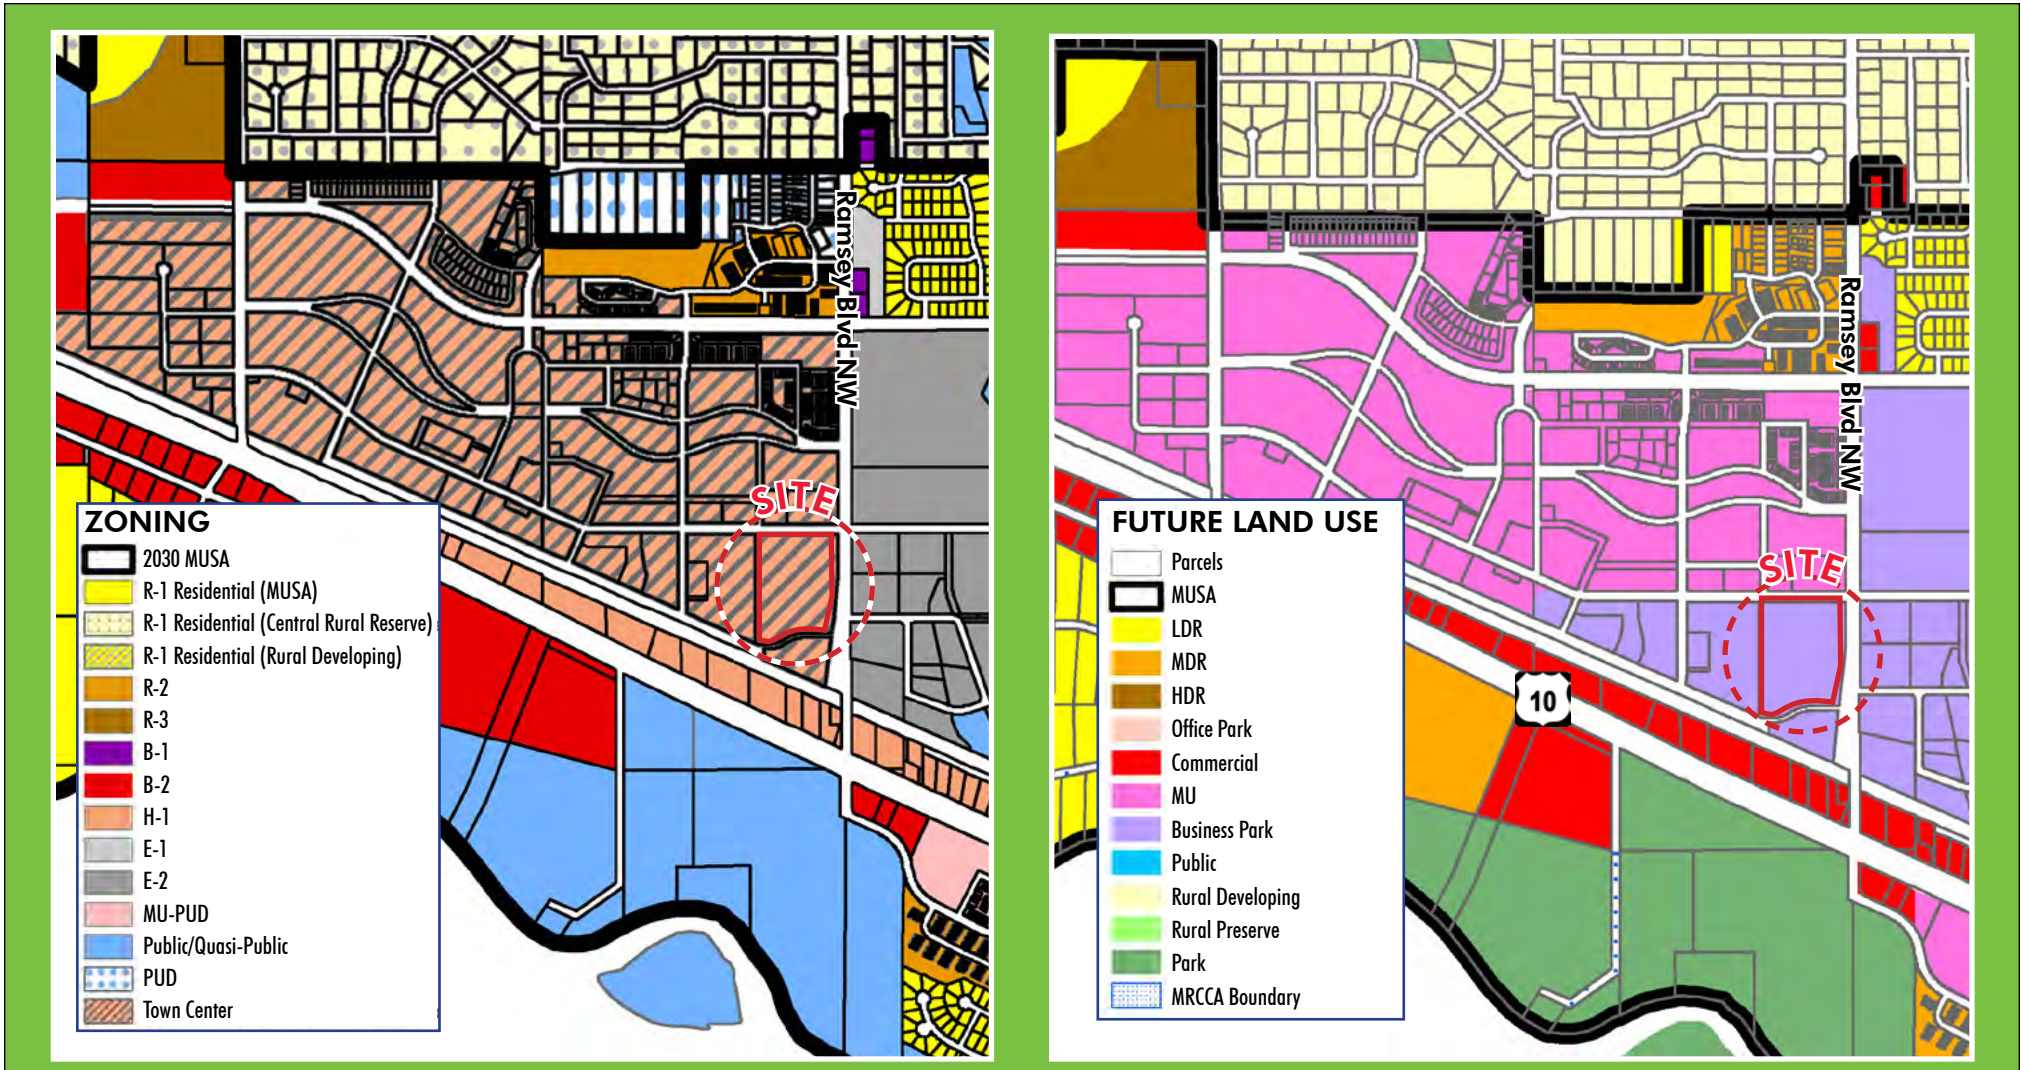 Ramsey Blvd NW
SITE
ZONING
2030 MUSA
R-1 Residential (MUSA)
R-1 Residential (Central Rural Reserve)
R-1 Residential (Rural Developing)
R-2
R-3
B-1
B-2
H-1
E-1
E-2
MU-PUD
Public/Quasi-Public
PUD
Town Center
Ramsey Blvd NW
SITE
10
FUTURE LAND USE
Parcels
MUSA
LDR
MDR
HDR
Office Park
Commercial
MU
Business Park
Public
Rural Developing
Rural Preserve
Park
MRCCA Boundary